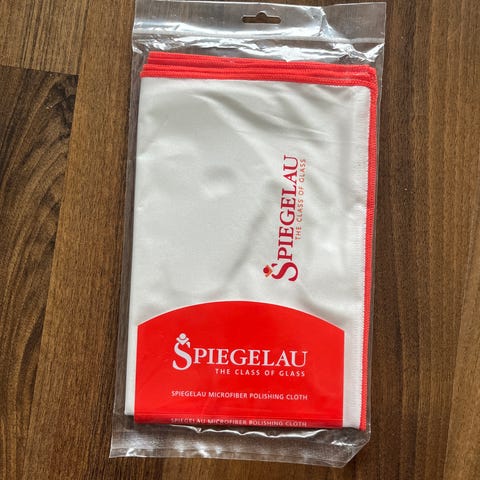 SPIEGELAU
THE CLASS OF GLASS
SPIEGELAU
THE CLASS OF GLASS
SPIEGELAU MICROFIBER POLISHING CLOTH
SPIEGELAU MICROFIBER POLISHING CLOTH